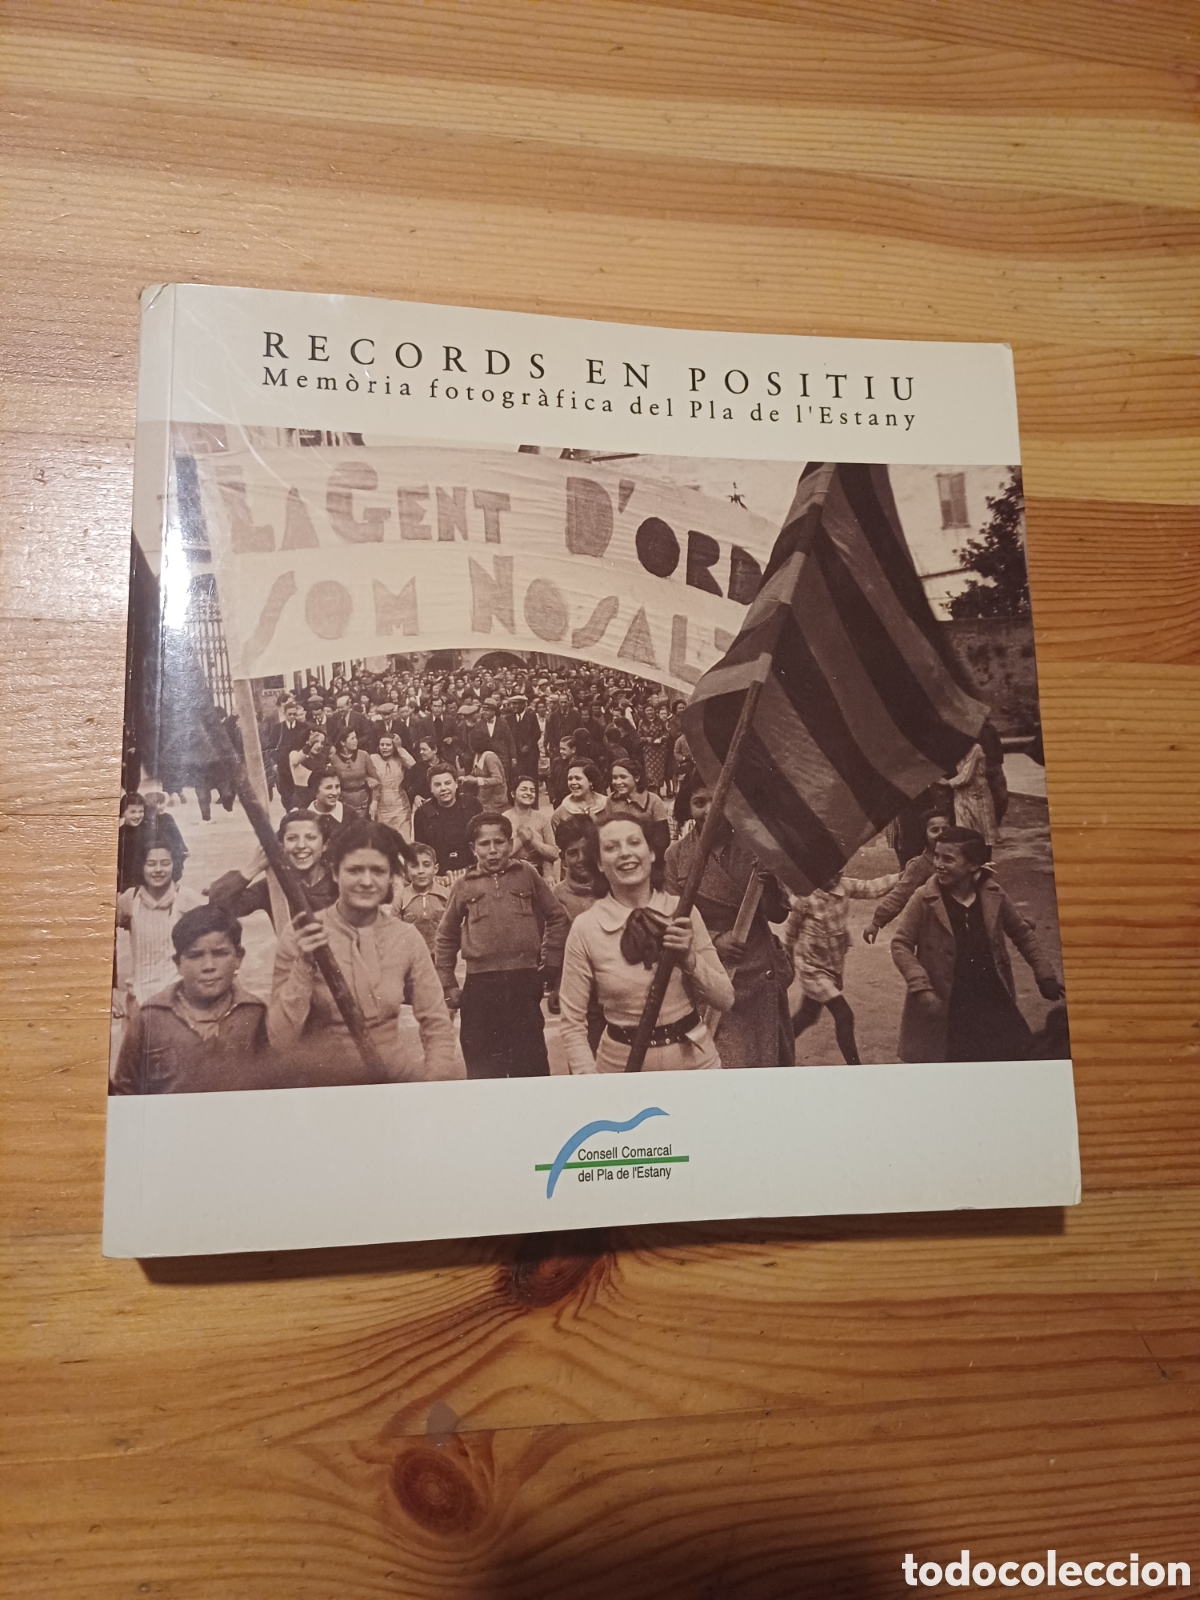 RECORDS EN POSITIU
Memòria fotogràfica del Pla de l'Estany
LA GENT D'ORD
SOM NOSALT
Consell Comarcal
del Pla de l'Estany
todocoleccion